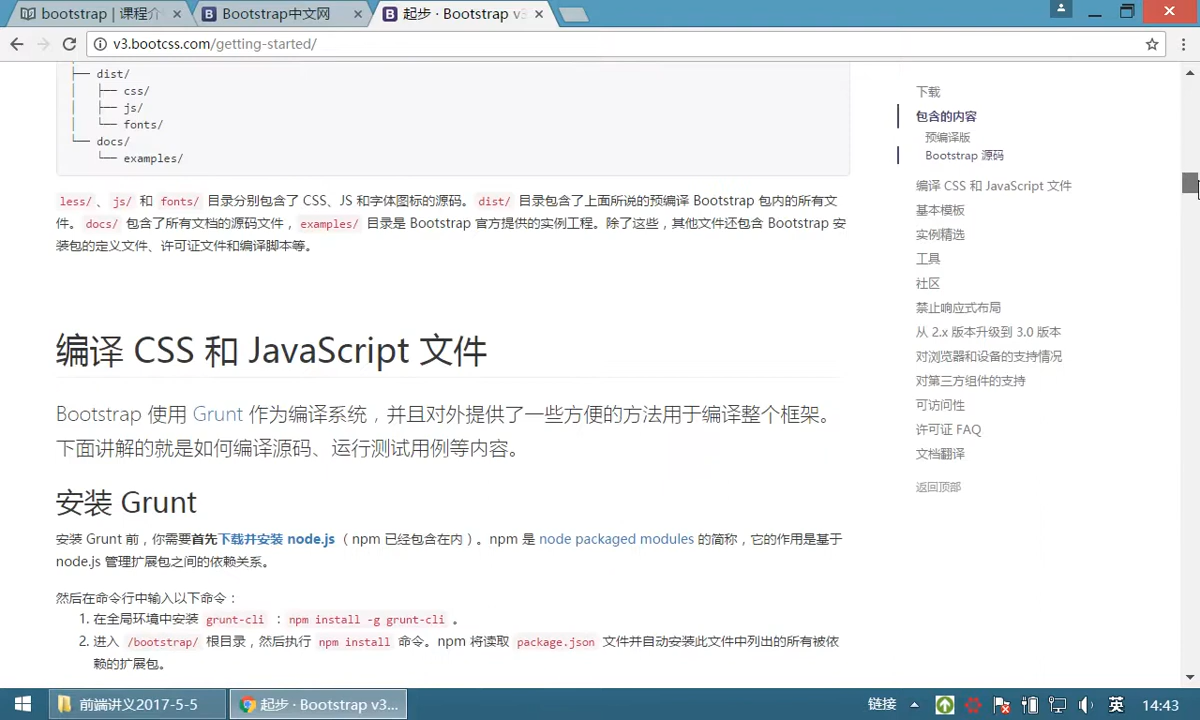 bootstrap | 课程介
Bootstrap中文网
起步 · Bootstrap v3
v3.bootcss.com/getting-started/
├── dist/
│   ├── css/
│   ├── js/
│   └── fonts/
└── docs/
    └── examples/
less/ 、 js/ 和 fonts/ 目录分别包含了 CSS、JS 和字体图标的源码。 dist/ 目录包含了上面所说的预编译 Bootstrap 包内的所有文
件。 docs/ 包含了所有文档的源码文件， examples/ 目录是 Bootstrap 官方提供的实例工程。除了这些，其他文件还包含 Bootstrap 安
装包的定义文件、许可证文件和编译脚本等。
编译 CSS 和 JavaScript 文件
Bootstrap 使用 Grunt 作为编译系统，并且对外提供了一些方便的方法用于编译整个框架。
下面讲解的就是如何编译源码、运行测试用例等内容。
安装 Grunt
安装 Grunt 前，你需要首先下载并安装 node.js （ npm 已经包含在内）。npm 是 node packaged modules 的简称，它的作用是基于
node.js 管理扩展包之间的依赖关系。
然后在命令行中输入以下命令：
1. 在全局环境中安装 grunt-cli ： npm install -g grunt-cli 。
2. 进入 /bootstrap/ 根目录，然后执行 npm install 命令。npm 将读取 package.json 文件并自动安装此文件中列出的所有被依
赖的扩展包。
下载
包含的内容
预编译版
Bootstrap 源码
编译 CSS 和 JavaScript 文件
基本模板
实例精选
工具
社区
禁止响应式布局
从 2.x 版本升级到 3.0 版本
对浏览器和设备的支持情况
对第三方组件的支持
可访问性
许可证 FAQ
文档翻译
返回顶部
前端讲义2017-5-5
起步 · Bootstrap v3...
链接
英
14:43